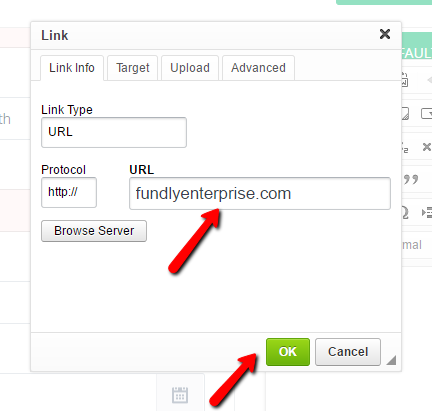 Link
Link Info Target Upload Advanced
Link Type
URL
Protocol URL
http:// fundlyenterprise.com
Browse Server
OK Cancel